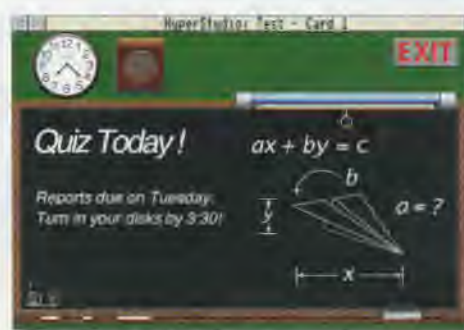 HyperStudio: Test - Card 1
EXIT
Quiz Today !
ax + by = c
b
Reports due on Tuesday.
Turn in your disks by 3:30!
y
a = ?
x